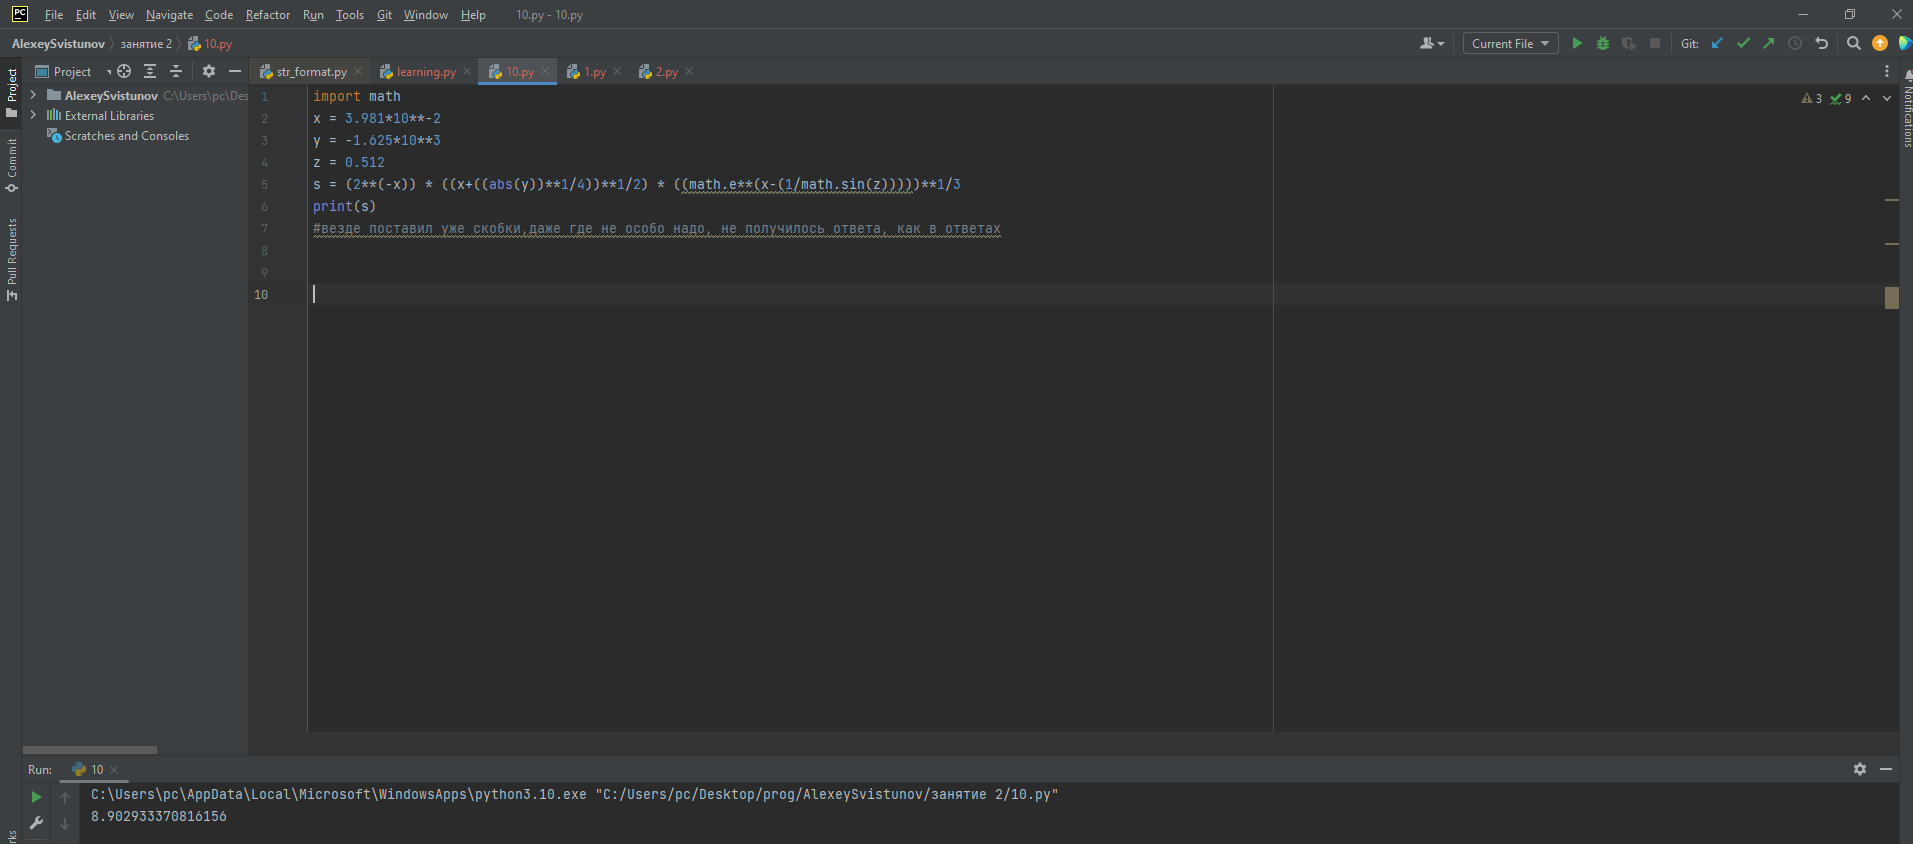 PC File Edit View Navigate Code Refactor Run Tools Git Window Help 10.py - 10.py
AlexeySvistunov занятие 2 10.py Current File Git:
Project str_format.py learning.py 10.py 1.py 2.py
Project
Commit
Pull Requests
Notifications
AlexeySvistunov C:\Users\pc\Des
External Libraries
Scratches and Consoles
3 9
1 import math
2 x = 3.981*10**-2
3 y = -1.625*10**3
4 z = 0.512
5 s = (2**(-x)) * ((x+((abs(y))**1/4))**1/2) * ((math.e**(x-(1/math.sin(z)))))**1/3
6 print(s)
7 #везде поставил уже скобки,даже где не особо надо, не получилось ответа, как в ответах
8
9
10
Run: 10
C:\Users\pc\AppData\Local\Microsoft\WindowsApps\python3.10.exe "C:/Users/pc/Desktop/prog/AlexeySvistunov/занятие 2/10.py"
8.902933370816156
rks